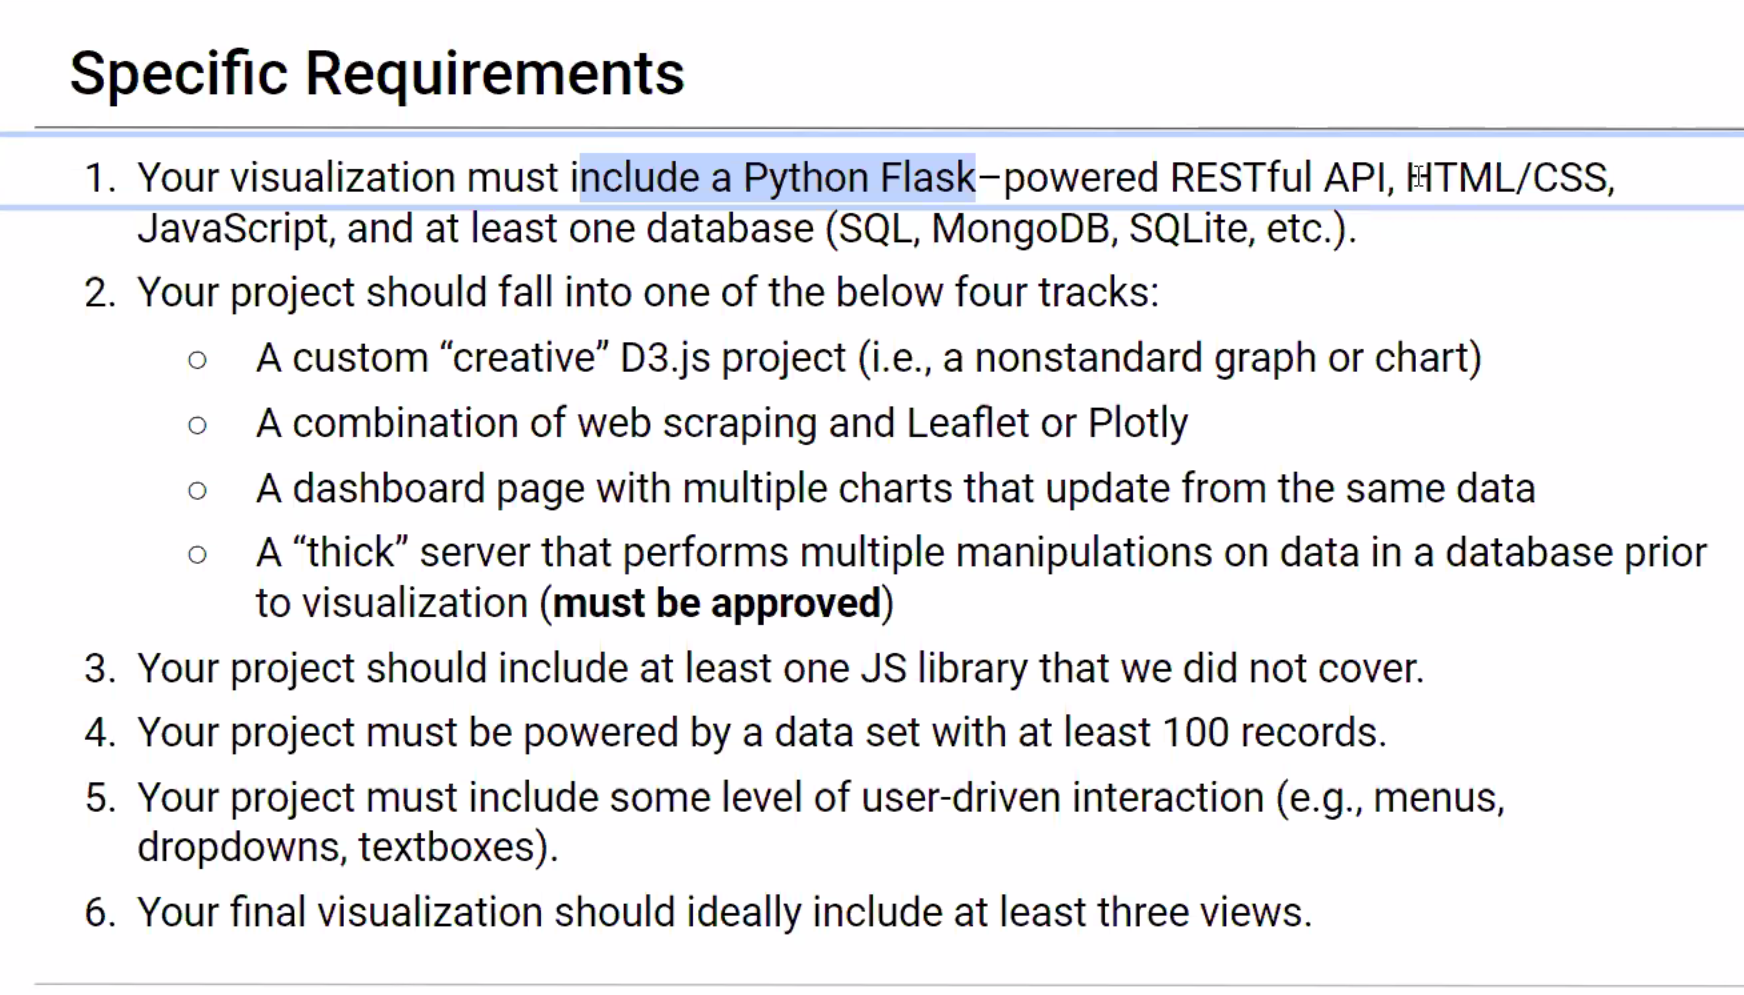 Specific Requirements
1. Your visualization must include a Python Flask–powered RESTful API, HTML/CSS,
JavaScript, and at least one database (SQL, MongoDB, SQLite, etc.).
2. Your project should fall into one of the below four tracks:
○ A custom “creative” D3.js project (i.e., a nonstandard graph or chart)
○ A combination of web scraping and Leaflet or Plotly
○ A dashboard page with multiple charts that update from the same data
○ A “thick” server that performs multiple manipulations on data in a database prior
to visualization (must be approved)
3. Your project should include at least one JS library that we did not cover.
4. Your project must be powered by a data set with at least 100 records.
5. Your project must include some level of user-driven interaction (e.g., menus,
dropdowns, textboxes).
6. Your final visualization should ideally include at least three views.